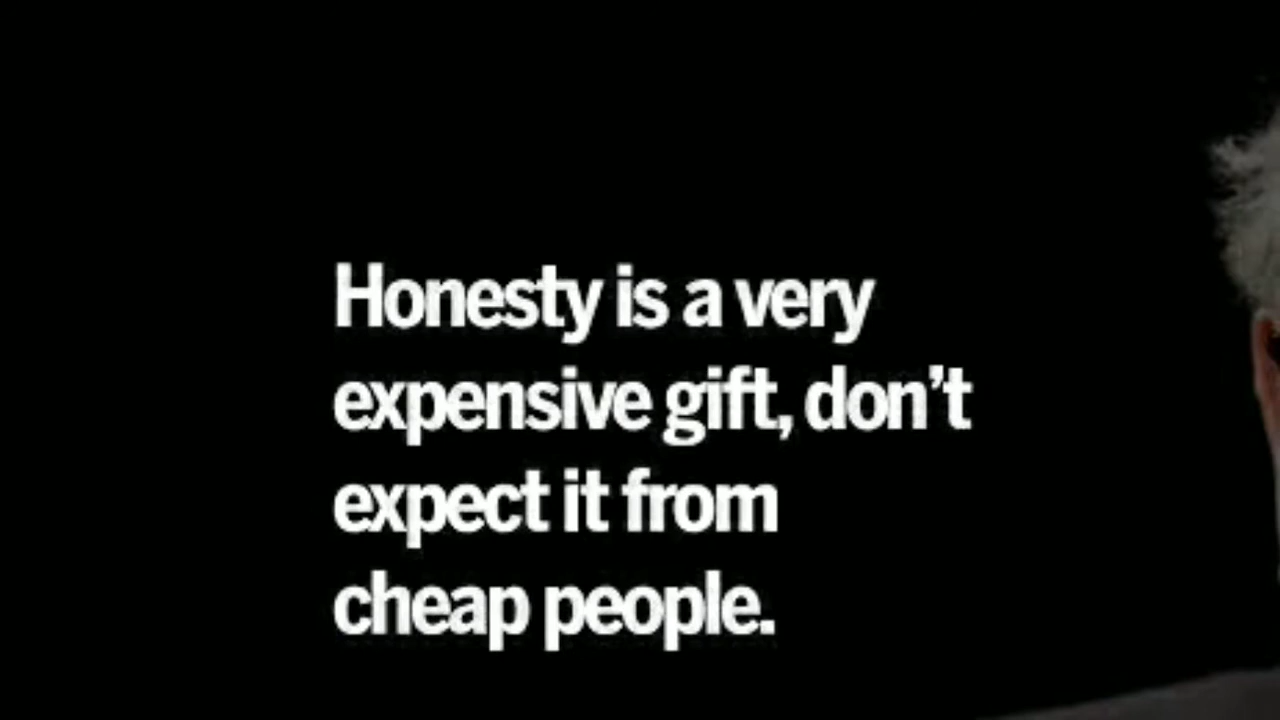 Honesty is a very
expensive gift, don’t
expect it from
cheap people.